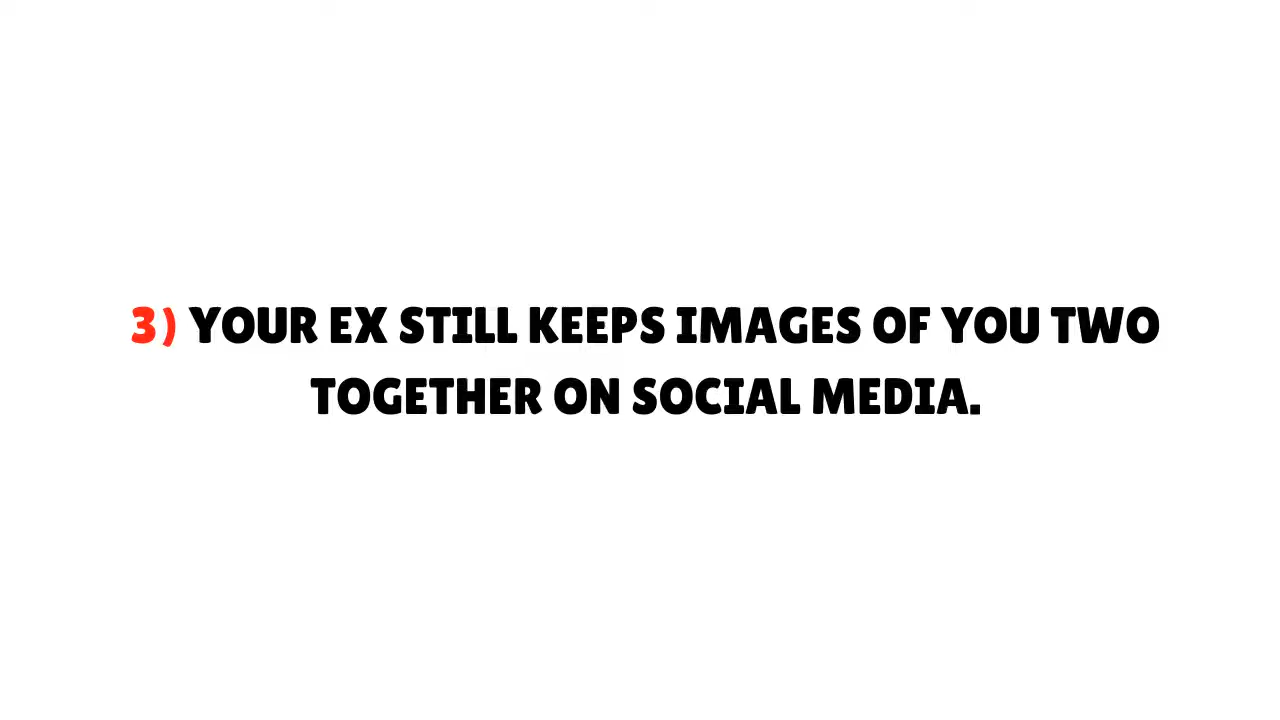 3) YOUR EX STILL KEEPS IMAGES OF YOU TWO
TOGETHER ON SOCIAL MEDIA.